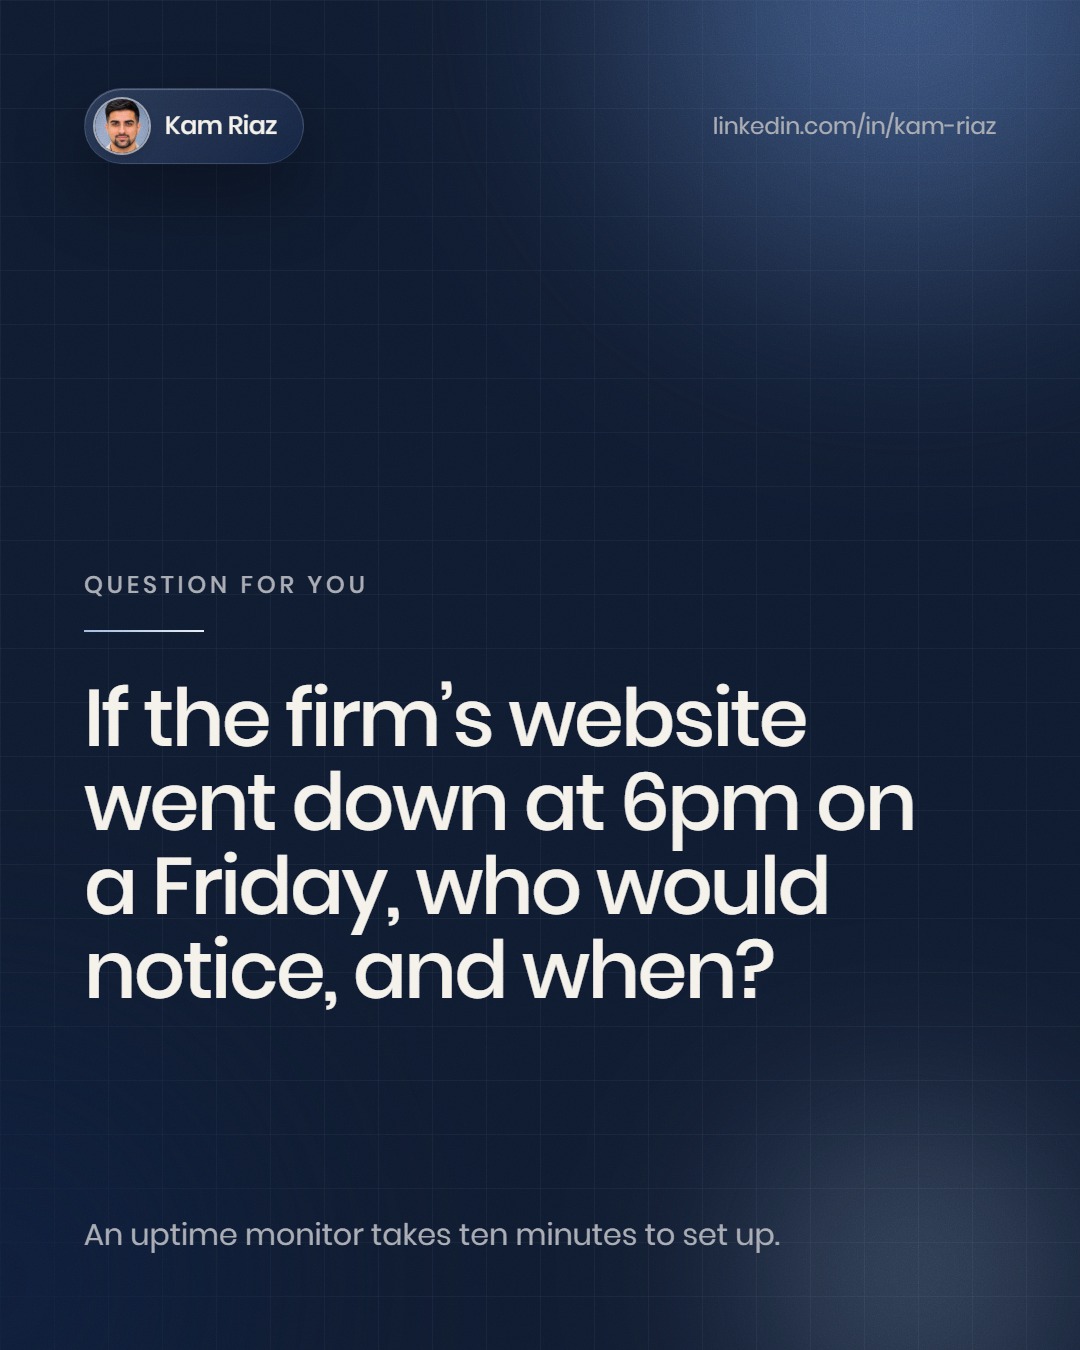 Kam Riaz
linkedin.com/in/kam-riaz
QUESTION FOR YOU
If the firm’s website
went down at 6pm on
a Friday, who would
notice, and when?
An uptime monitor takes ten minutes to set up.